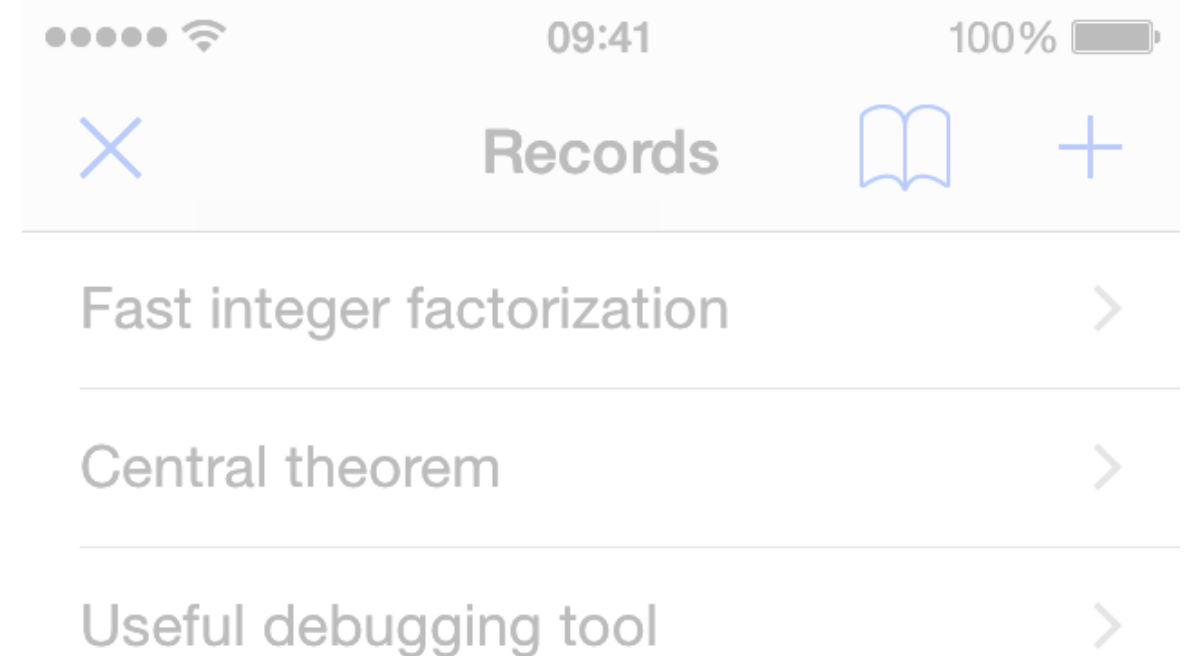 09:41 100%
Records
Fast integer factorization
Central theorem
Useful debugging tool